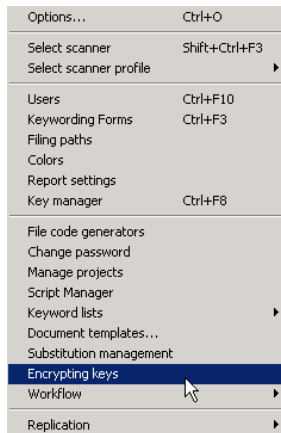 Options... Ctrl+O
Select scanner Shift+Ctrl+F3
Select scanner profile
Users Ctrl+F10
Keywording Forms Ctrl+F3
Filing paths
Colors
Report settings
Key manager Ctrl+F8
File code generators
Change password
Manage projects
Script Manager
Keyword lists
Document templates...
Substitution management
Encrypting keys
Workflow
Replication